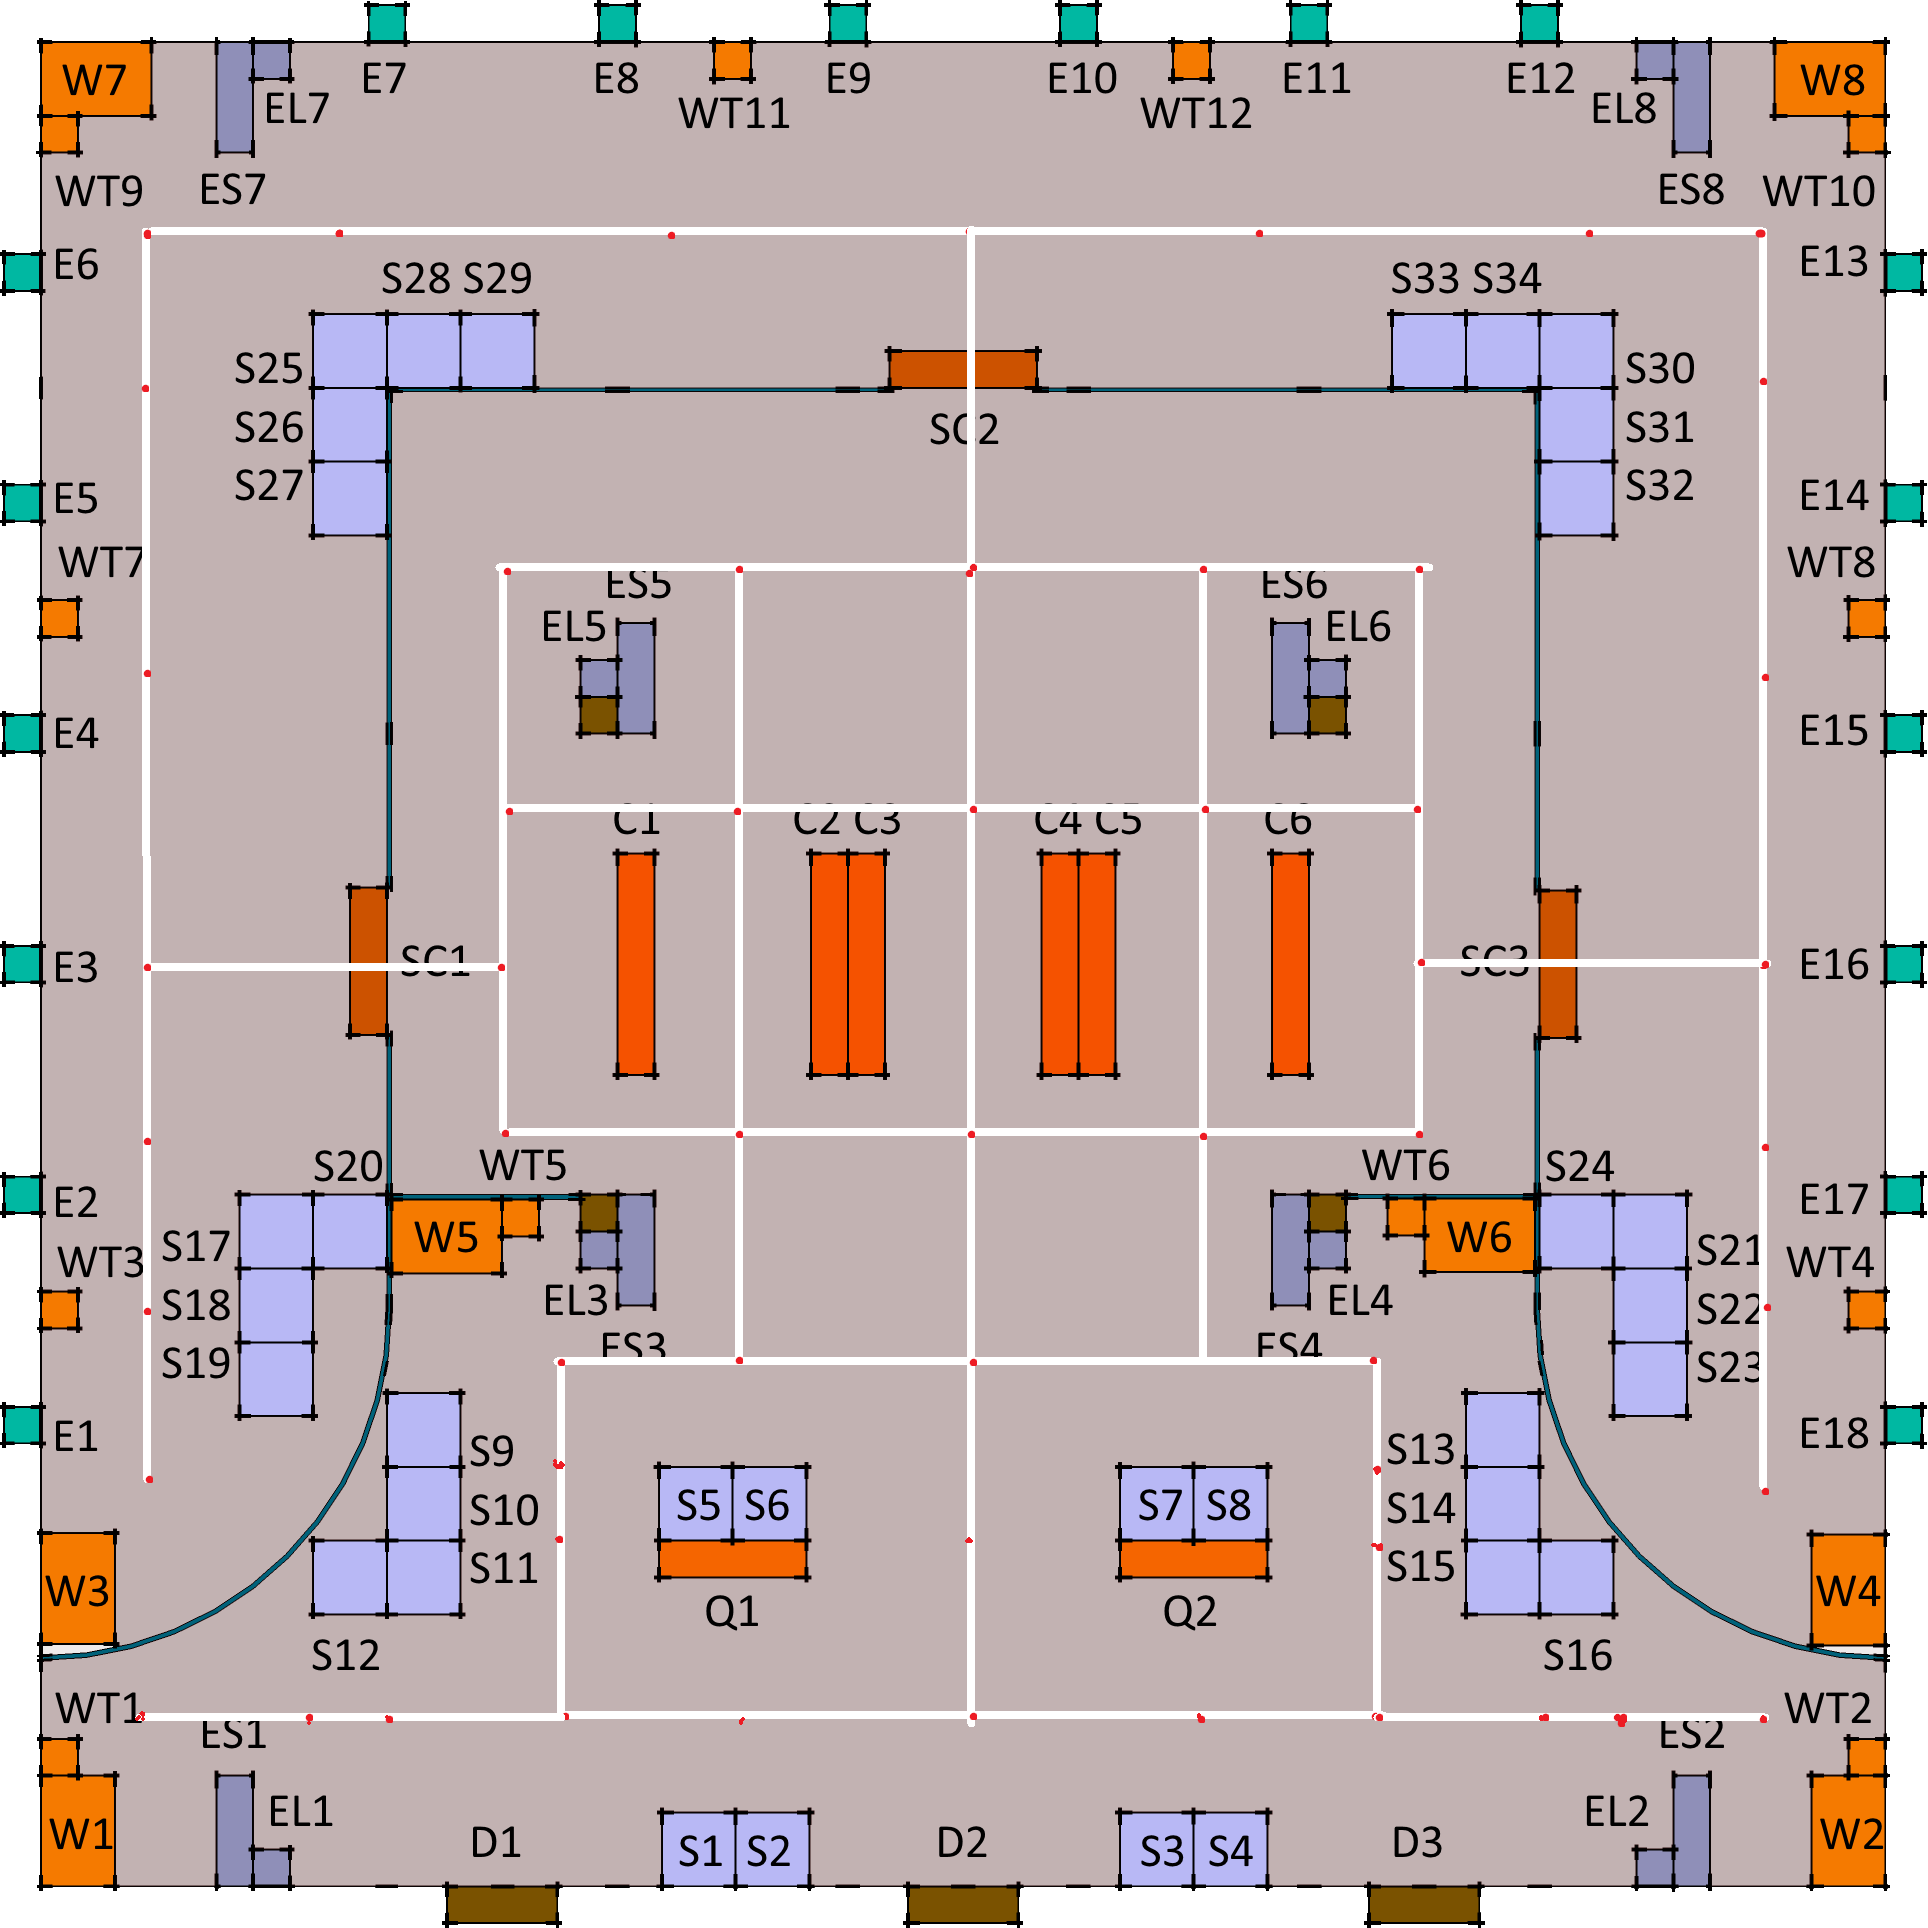 W7 EL7 E7 E8 WT11 E9 E10 WT12 E11 E12 EL8 W8
WT9 ES7 ES8 WT10
E6 S28 S29 S33 S34 E13
S25 S30
S26 SC2 S31
S27 S32
E5 E14
WT7 ES5 ES6 WT8
EL5 EL6
E4 E15
C1 C2 C3 C4 C5 C6
E3 SC1 SC3 E16
S20 WT5 WT6 S24
E2 E17
S17 W5 W6 S21
WT3 WT4
S18 EL3 EL4 S22
S19 ES3 ES4 S23
E1 S9 S13 E18
S10 S5 S6 S7 S8 S14
S11 S15
W3 Q1 Q2 W4
S12 S16
WT1 WT2
ES1 ES2
EL1 EL2
W1 D1 S1 S2 D2 S3 S4 D3 W2